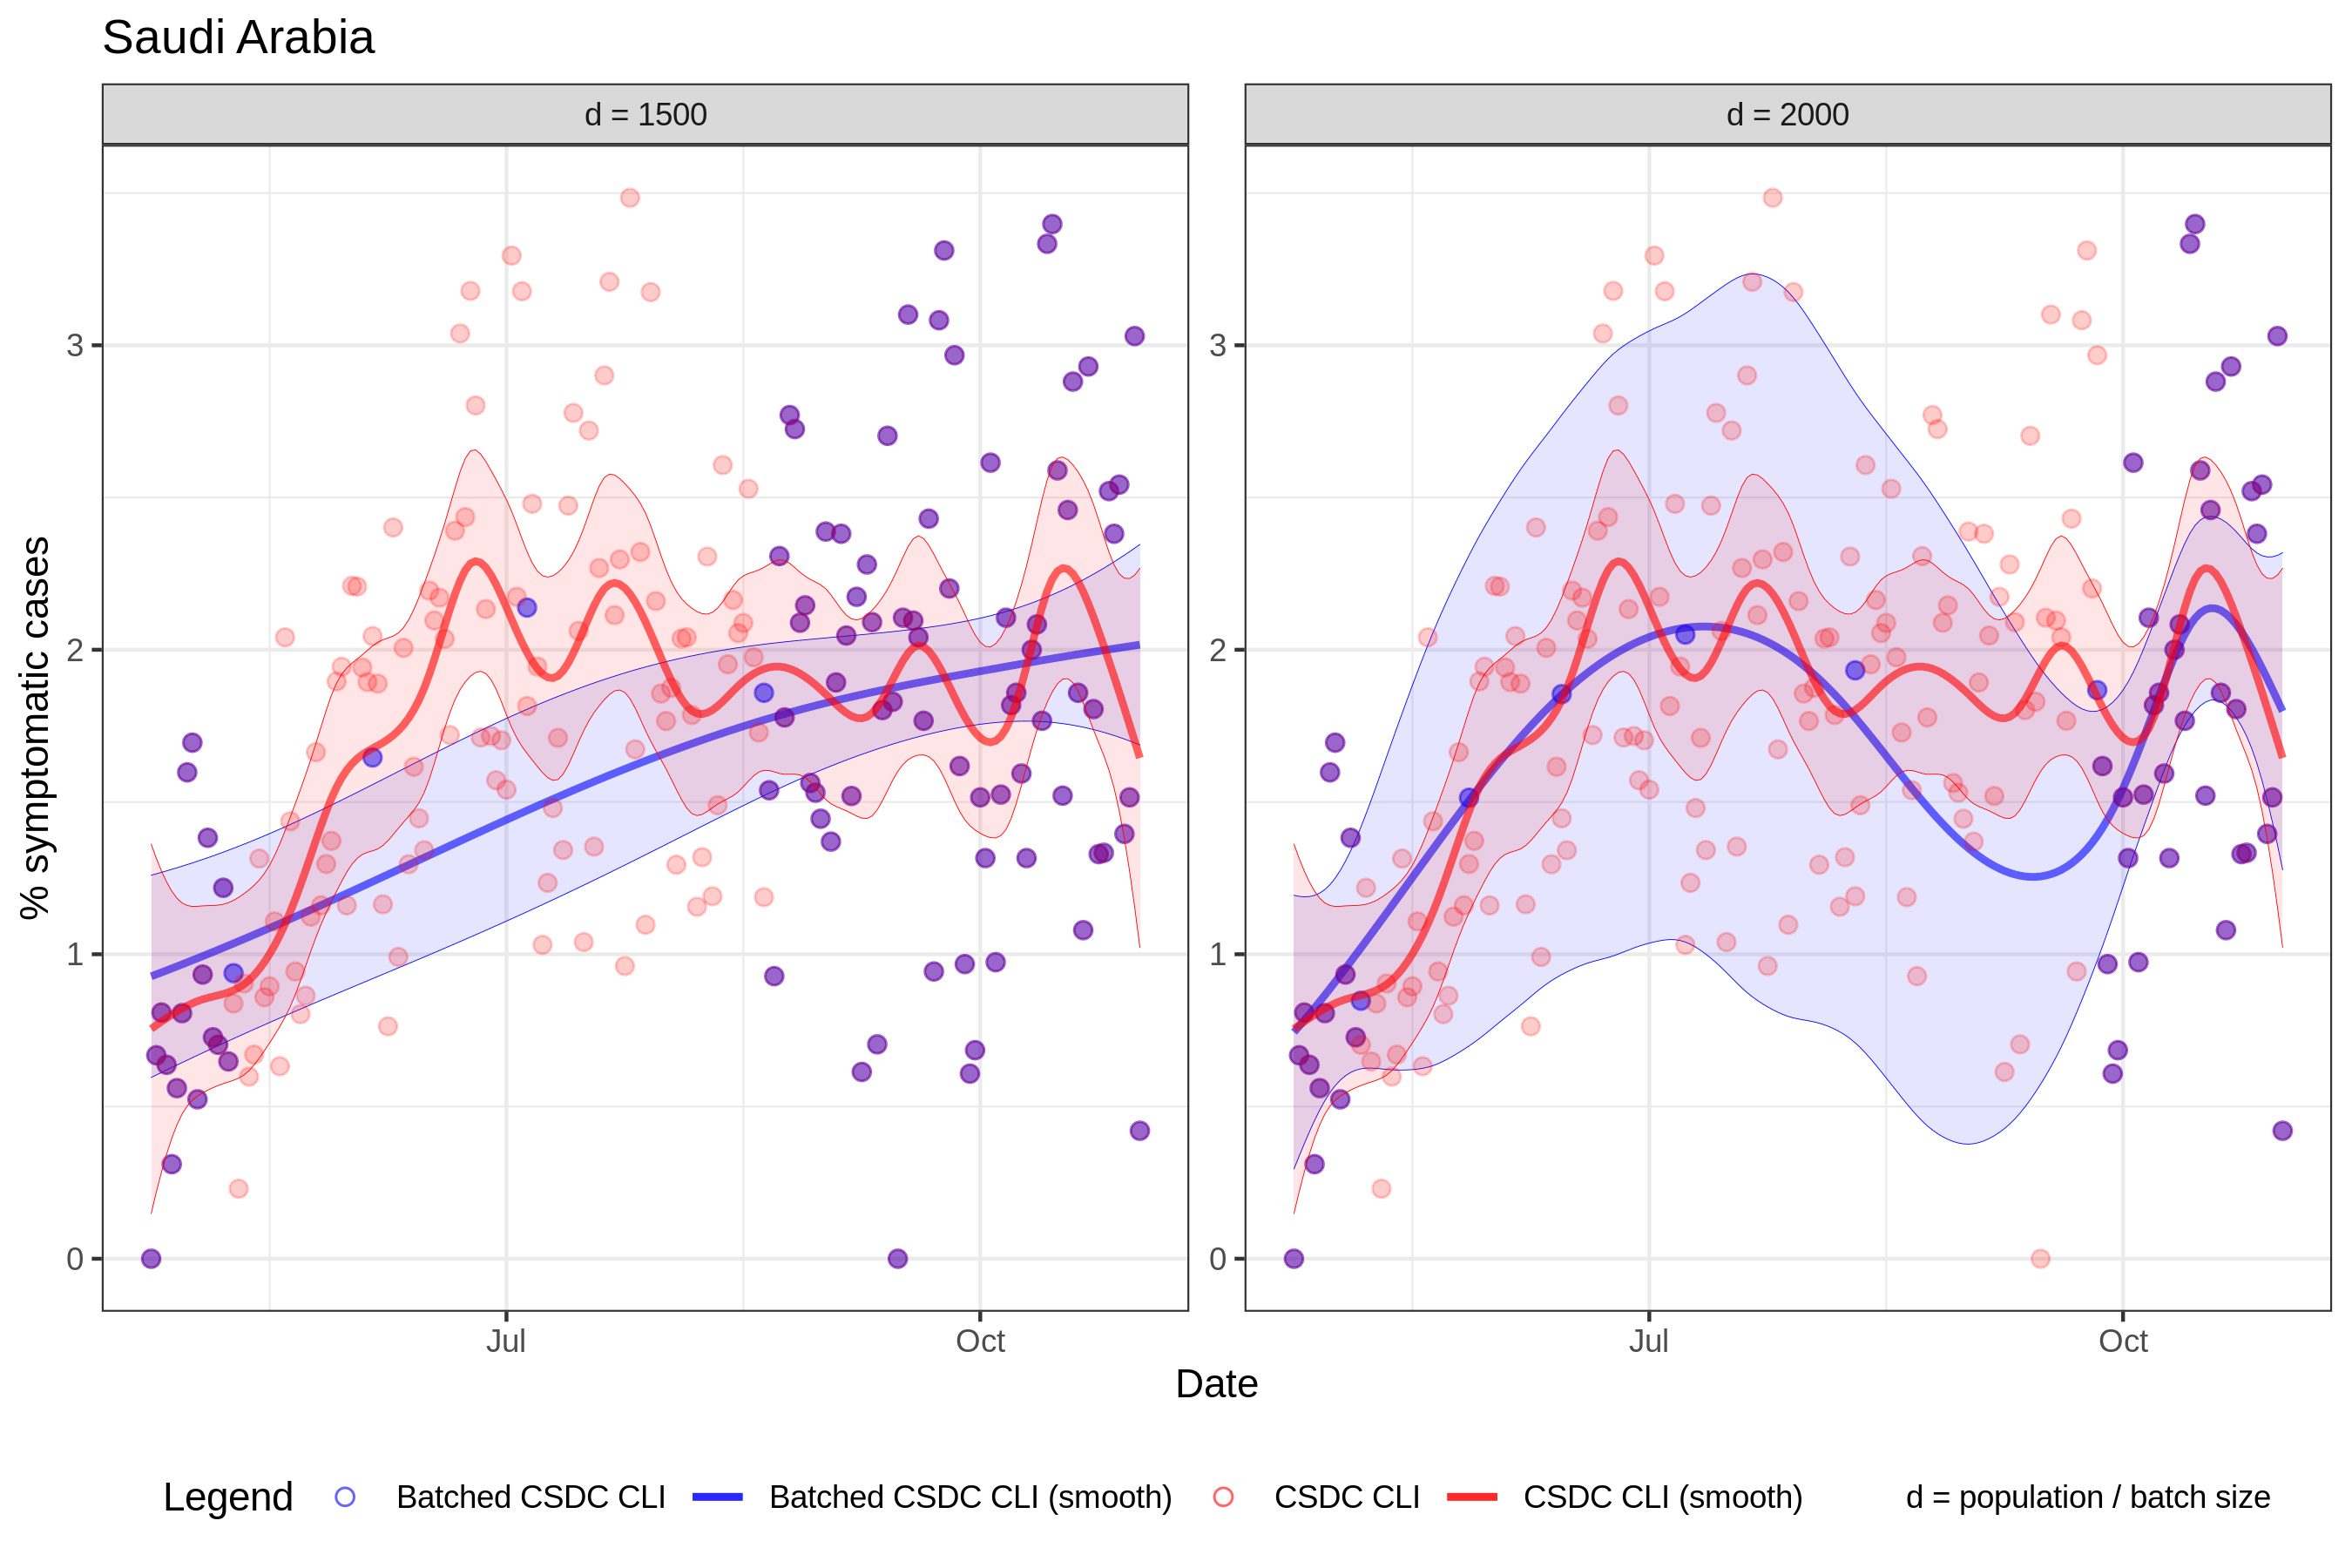 Saudi Arabia
d = 1500
d = 2000
% symptomatic cases
3
2
1
0
3
2
1
0
Jul
Oct
Jul
Oct
Date
Legend
Batched CSDC CLI
Batched CSDC CLI (smooth)
CSDC CLI
CSDC CLI (smooth)
d = population / batch size